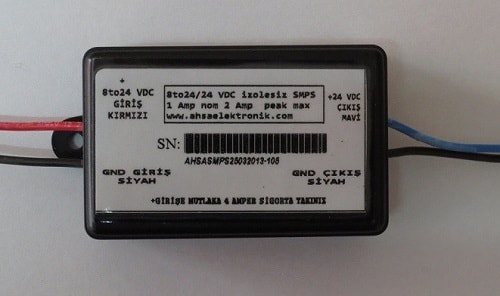 +
8to24 VDC
GİRİŞ
KIRMIZI
8to24/24 VDC izolesiz SMPS
1 Amp nom 2 Amp peak max
www.ahsaelektronik.com
+24 VDC
ÇIKIŞ
MAVİ
SN:
AHSASMPS25032013-105
GND GİRİŞ
SİYAH
GND ÇIKIŞ
SİYAH
+GİRİŞE MUTLAKA 4 AMPER SİGORTA TAKINIZ